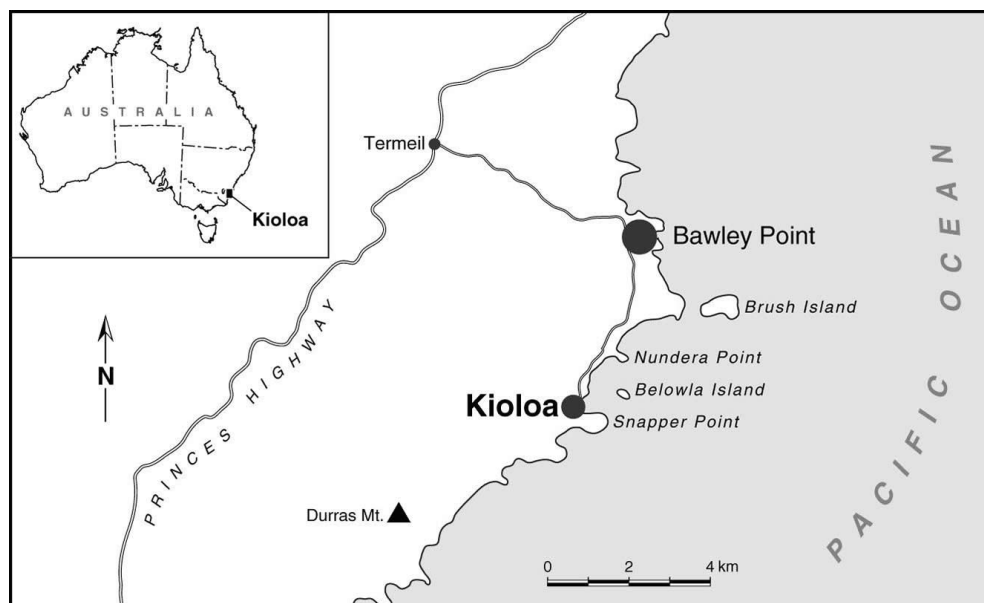 AUSTRALIA
Kioloa
Termeil
Bawley Point
Brush Island
Nundera Point
Belowla Island
Kioloa
Snapper Point
PRINCES HIGHWAY
N
Durras Mt.
PACIFIC OCEAN
0 2 4 km